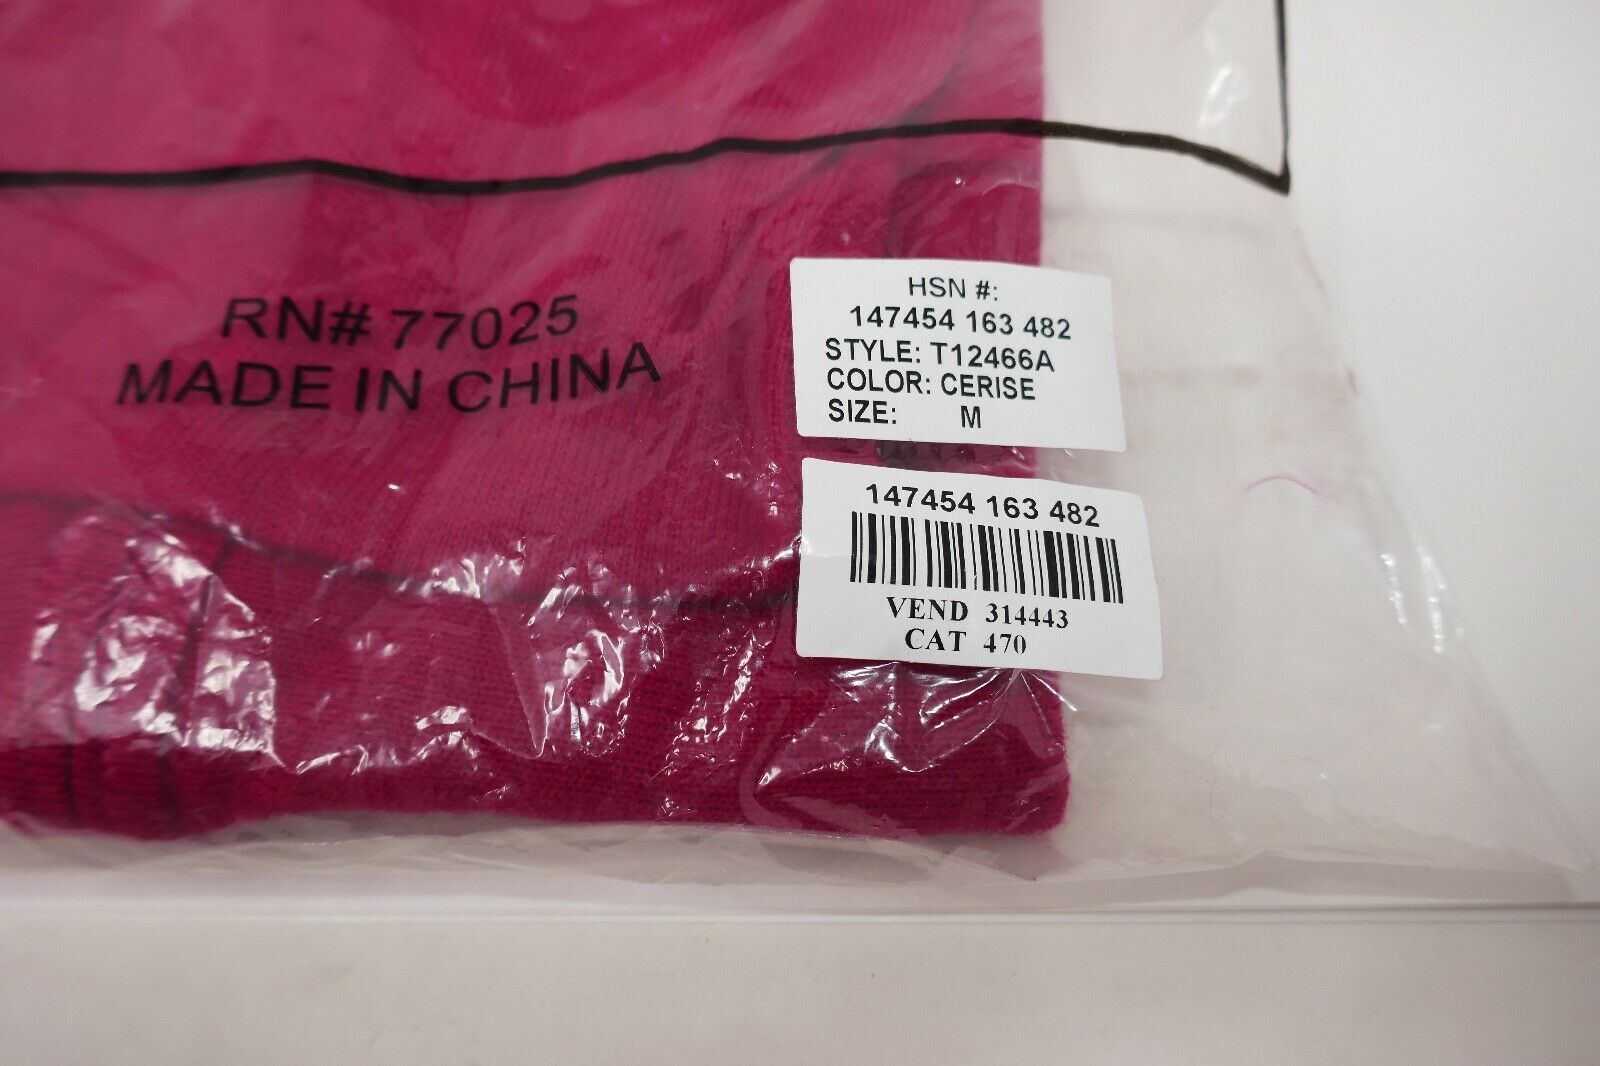 RN# 77025
MADE IN CHINA
HSN #:
147454 163 482
STYLE: T12466A
COLOR: CERISE
SIZE: M
147454 163 482
VEND 314443
CAT 470